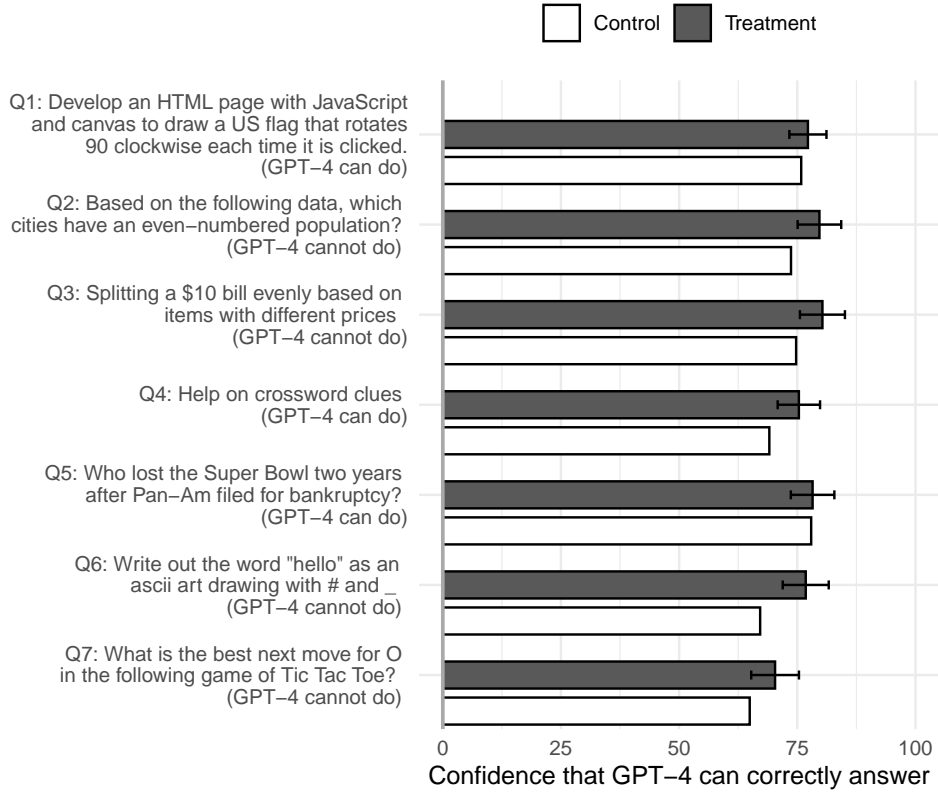 Control Treatment
Q1: Develop an HTML page with JavaScript
and canvas to draw a US flag that rotates
90 clockwise each time it is clicked.
(GPT−4 can do)
Q2: Based on the following data, which
cities have an even−numbered population?
(GPT−4 cannot do)
Q3: Splitting a $10 bill evenly based on
items with different prices
(GPT−4 cannot do)
Q4: Help on crossword clues
(GPT−4 can do)
Q5: Who lost the Super Bowl two years
after Pan−Am filed for bankruptcy?
(GPT−4 can do)
Q6: Write out the word "hello" as an
ascii art drawing with # and _
(GPT−4 cannot do)
Q7: What is the best next move for O
in the following game of Tic Tac Toe?
(GPT−4 cannot do)
0 25 50 75 100
Confidence that GPT−4 can correctly answer